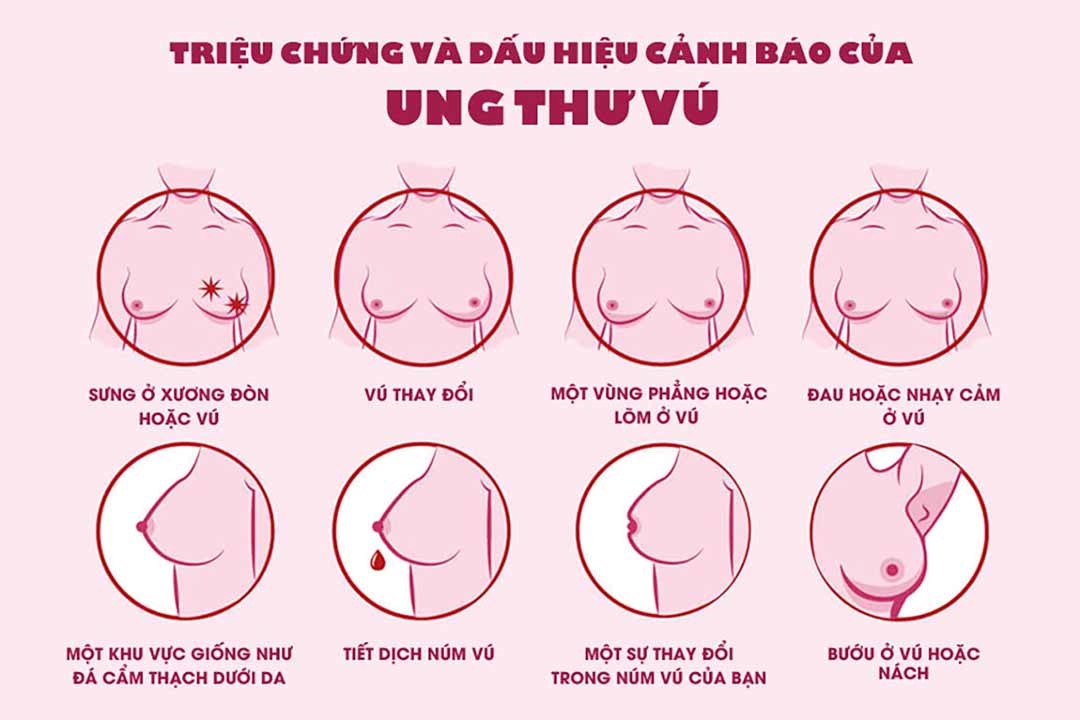 TRIỆU CHỨNG VÀ DẤU HIỆU CẢNH BÁO CỦA
UNG THƯ VÚ
SƯNG Ở XƯƠNG ĐÒN
HOẶC VÚ
VÚ THAY ĐỔI
MỘT VÙNG PHẲNG HOẶC
LÕM Ở VÚ
ĐAU HOẶC NHẠY CẢM
Ở VÚ
MỘT KHU VỰC GIỐNG NHƯ
ĐÁ CẨM THẠCH DƯỚI DA
TIẾT DỊCH NÚM VÚ
MỘT SỰ THAY ĐỔI
TRONG NÚM VÚ CỦA BẠN
BƯỚU Ở VÚ HOẶC
NÁCH